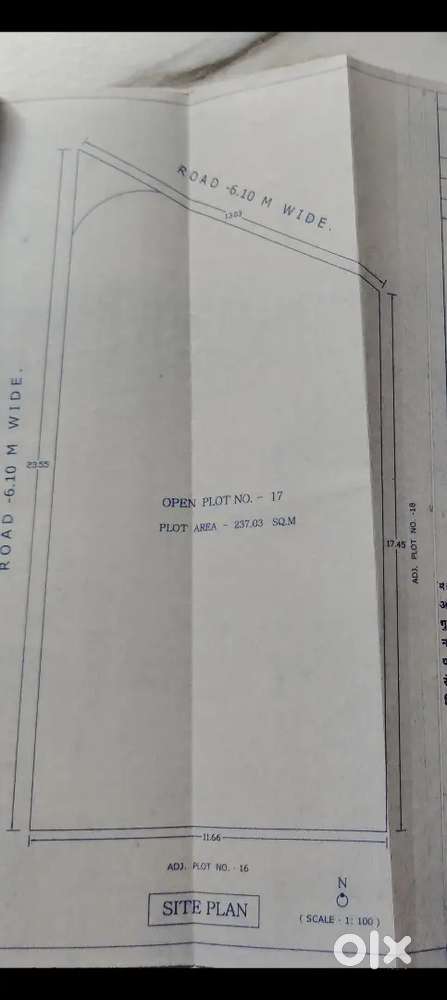 ROAD -6.10 M WIDE.
13.03
ROAD -6.10 M WIDE.
23.55
OPEN PLOT NO. - 17
PLOT AREA - 237.03 SQ.M
17.45
ADJ. PLOT NO. -18
11.66
ADJ. PLOT NO. - 16
SITE PLAN
N
( SCALE - 1: 100 )
olx